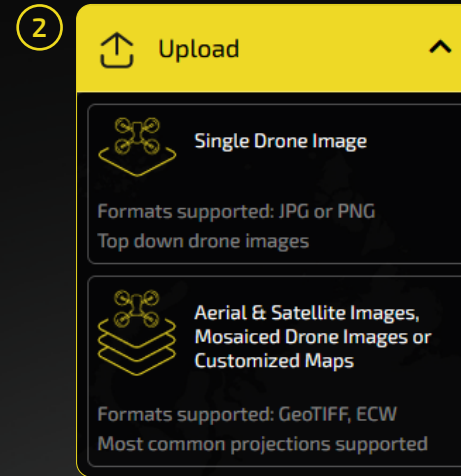 2
Upload
Single Drone Image
Formats supported: JPG or PNG
Top down drone images
Aerial & Satellite Images,
Mosaiced Drone Images or
Customized Maps
Formats supported: GeoTIFF, ECW
Most common projections supported